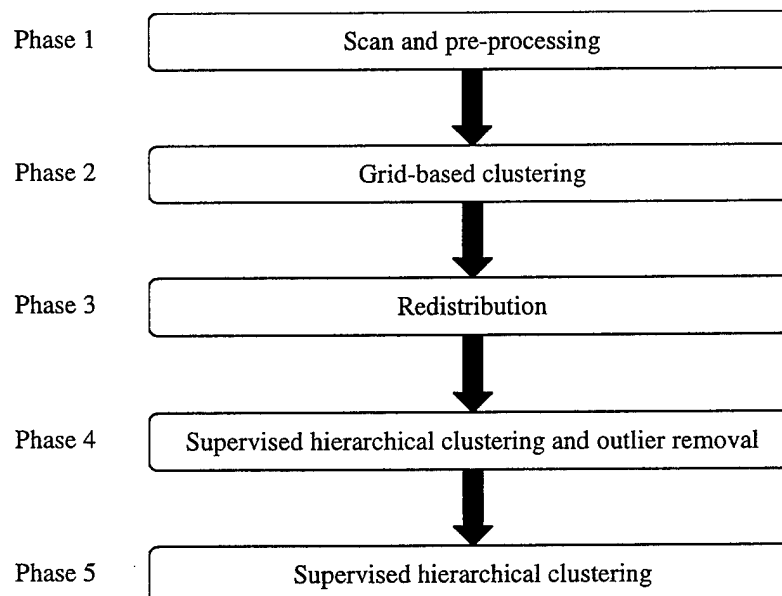 Phase 1
Scan and pre-processing
Phase 2
Grid-based clustering
Phase 3
Redistribution
Phase 4
Supervised hierarchical clustering and outlier removal
Phase 5
Supervised hierarchical clustering